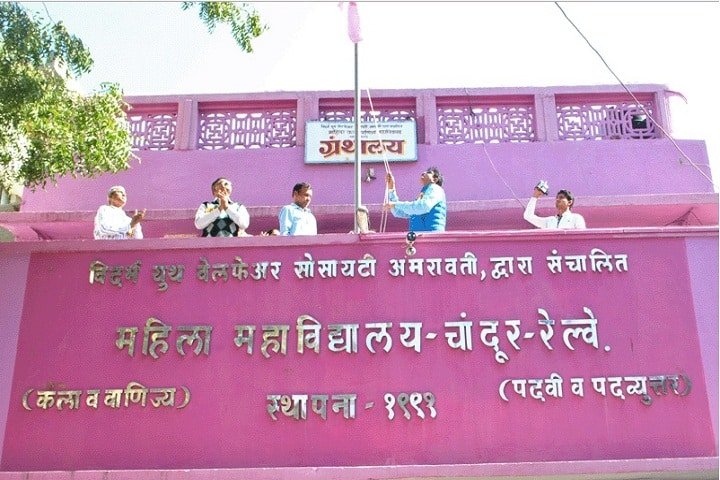 ग्रंथालय
विदर्भ युथ वेलफेअर सोसायटी अमरावती, द्वारा संचालित
महिला महाविद्यालय-चांदूर-रेल्वे.
(कला व वाणिज्य)
स्थापना - १९९१
(पदवी व पदव्युत्तर)